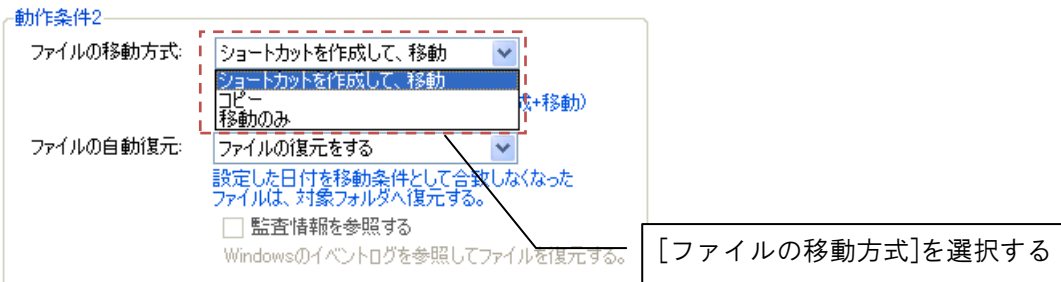 動作条件2
ファイルの移動方式:
ショートカットを作成して、移動
ショートカットを作成して、移動
コピー
移動のみ
+移動)
ファイルの自動復元:
ファイルの復元をする
設定した日付を移動条件として合致しなくなった
ファイルは、対象フォルダへ復元する。
監査情報を参照する
Windowsのイベントログを参照してファイルを復元する。
[ファイルの移動方式]を選択する